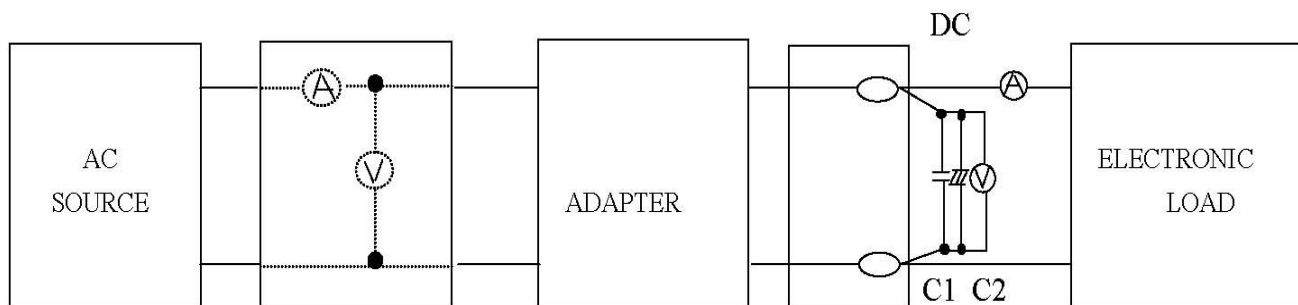 DC
A
A
AC
SOURCE
V
ADAPTER
V
ELECTRONIC
LOAD
C1 C2